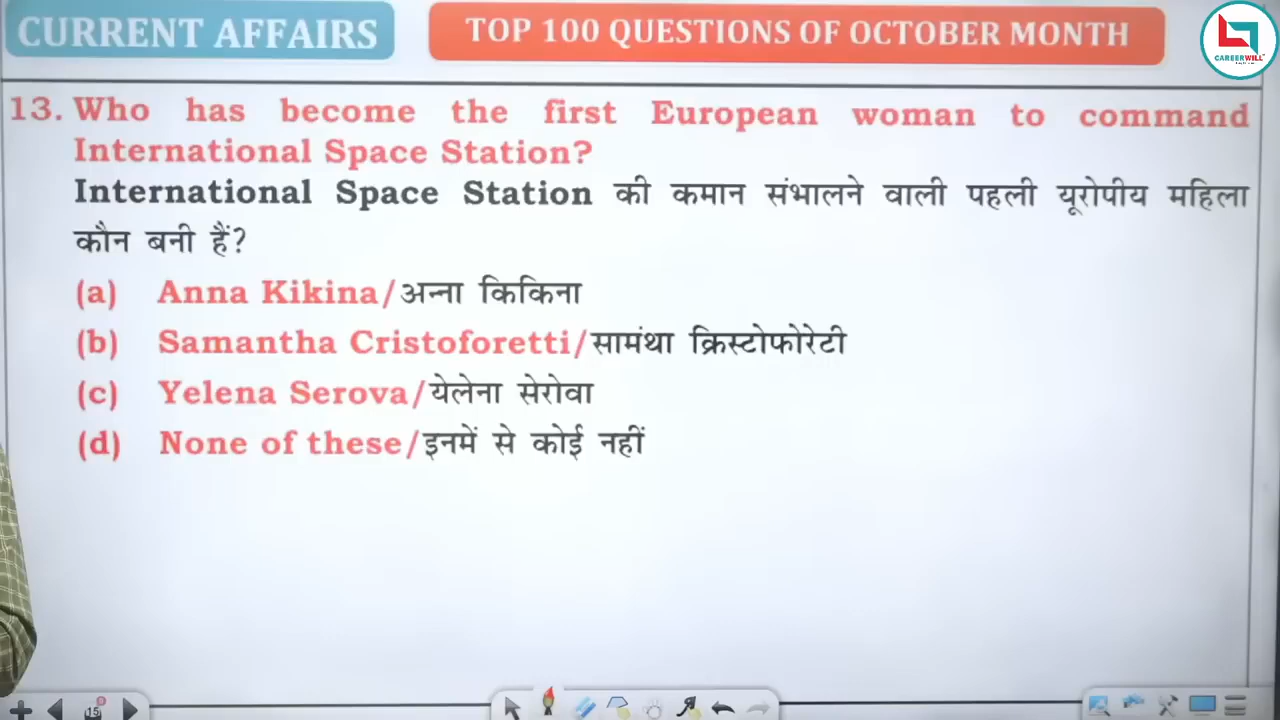 CURRENT AFFAIRS
TOP 100 QUESTIONS OF OCTOBER MONTH
CAREERWILL
13. Who has become the first European woman to command
International Space Station?
International Space Station की कमान संभालने वाली पहली यूरोपीय महिला
कौन बनी हैं?
(a) Anna Kikina/अन्ना किकिना
(b) Samantha Cristoforetti/सामंथा क्रिस्टोफोरेटी
(c) Yelena Serova/येलेना सेरोवा
(d) None of these/इनमें से कोई नहीं
15